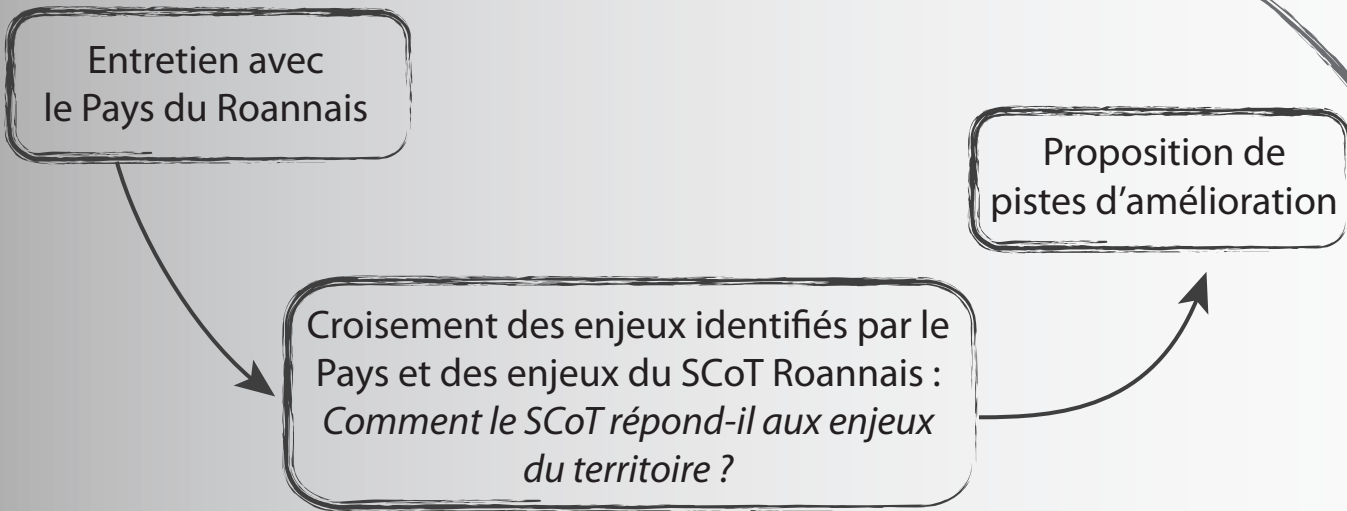 Entretien avec
le Pays du Roannais
Proposition de
pistes d'amélioration
Croisement des enjeux identifiés par le
Pays et des enjeux du SCoT Roannais :
Comment le SCoT répond-il aux enjeux
du territoire ?